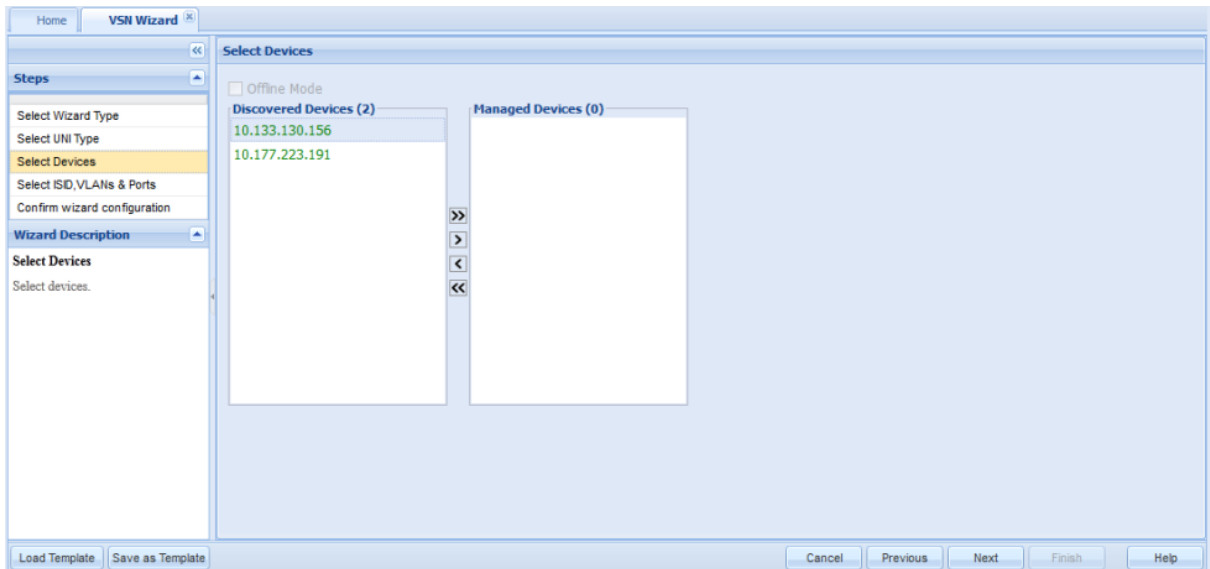 Home
VSN Wizard
Select Devices
Steps
Select Wizard Type
Select UNI Type
Select Devices
Select ISID,VLANs & Ports
Confirm wizard configuration
Wizard Description
Select Devices
Select devices.
Offline Mode
Discovered Devices (2)
10.133.130.156
10.177.223.191
Managed Devices (0)
Load Template
Save as Template
Cancel
Previous
Next
Finish
Help